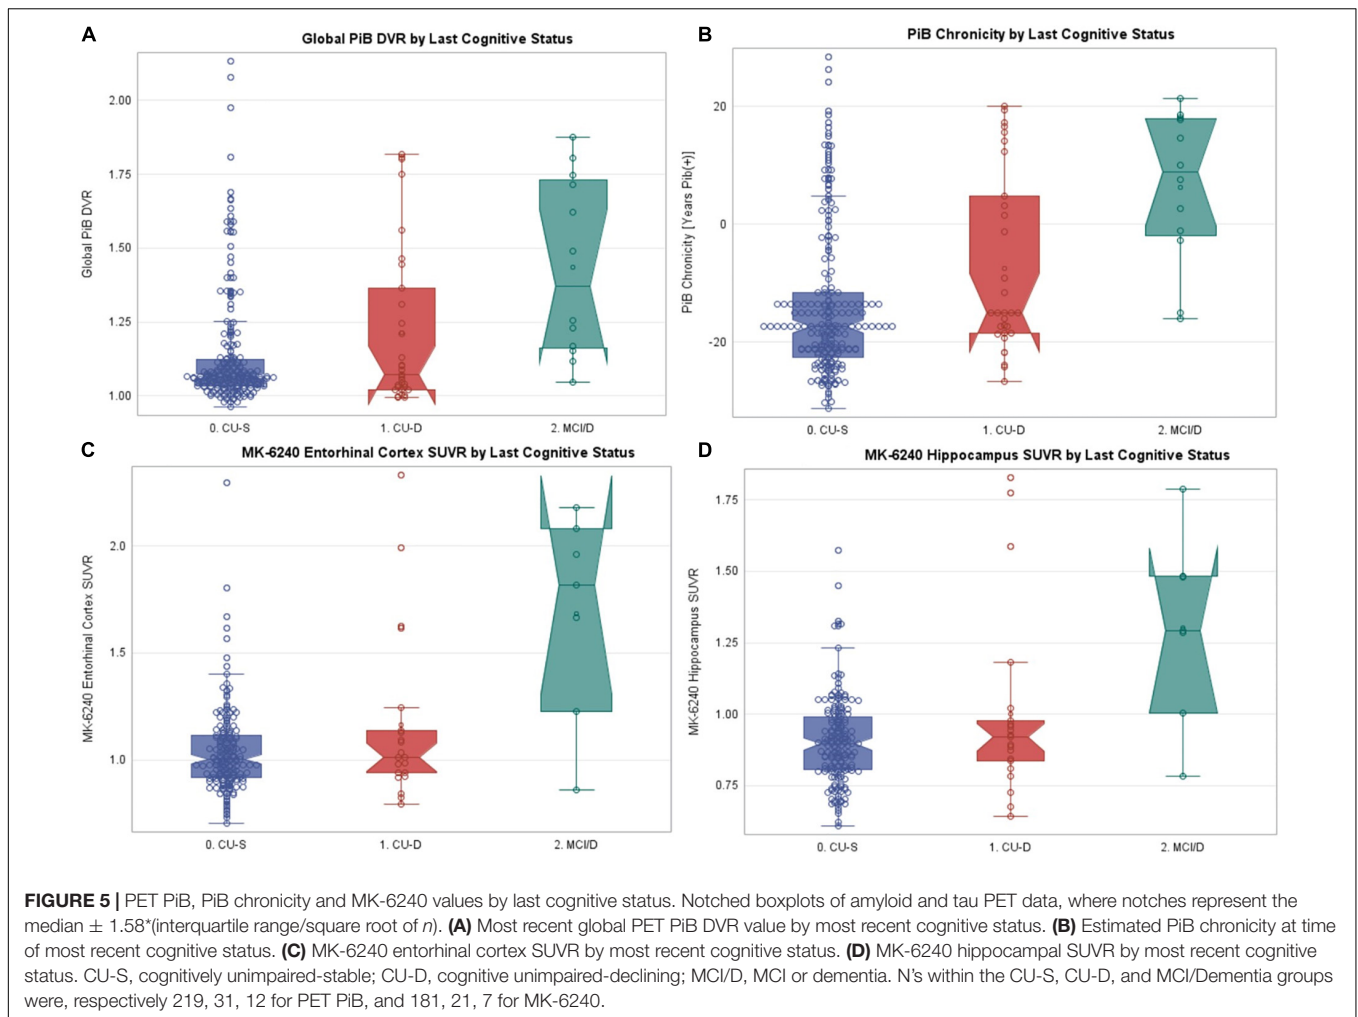 A
Global PiB DVR by Last Cognitive Status
Global PiB DVR
2.00
1.75
1.50
1.25
1.00
0. CU-S
1. CU-D
2. MCI/D
B
PiB Chronicity by Last Cognitive Status
PiB Chronicity [Years Pib(+)]
20
0
-20
0. CU-S
1. CU-D
2. MCI/D
C
MK-6240 Entorhinal Cortex SUVR by Last Cognitive Status
MK-6240 Entorhinal Cortex SUVR
2.0
1.5
1.0
0. CU-S
1. CU-D
2. MCI/D
D
MK-6240 Hippocampus SUVR by Last Cognitive Status
MK-6240 Hippocampus SUVR
1.75
1.50
1.25
1.00
0.75
0. CU-S
1. CU-D
2. MCI/D
FIGURE 5 | PET PiB, PiB chronicity and MK-6240 values by last cognitive status. Notched boxplots of amyloid and tau PET data, where notches represent the
median ± 1.58*(interquartile range/square root of n). (A) Most recent global PET PiB DVR value by most recent cognitive status. (B) Estimated PiB chronicity at time
of most recent cognitive status. (C) MK-6240 entorhinal cortex SUVR by most recent cognitive status. (D) MK-6240 hippocampal SUVR by most recent cognitive
status. CU-S, cognitively unimpaired-stable; CU-D, cognitive unimpaired-declining; MCI/D, MCI or dementia. N's within the CU-S, CU-D, and MCI/Dementia groups
were, respectively 219, 31, 12 for PET PiB, and 181, 21, 7 for MK-6240.